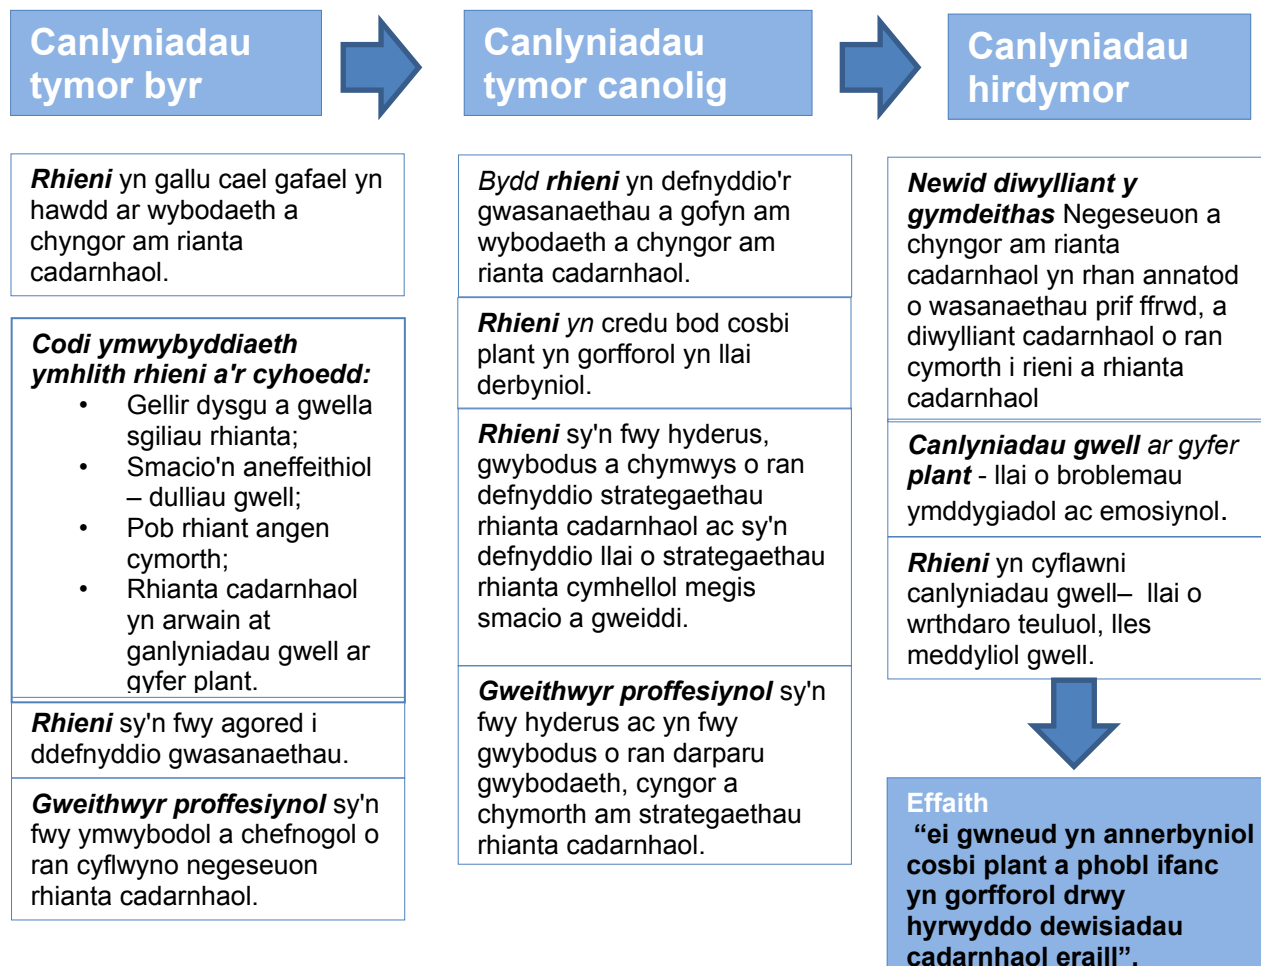 Canlyniadau
tymor byr
Canlyniadau
tymor canolig
Canlyniadau
hirdymor
Rhieni yn gallu cael gafael yn
hawdd ar wybodaeth a
chyngor am rianta
cadarnhaol.
Codi ymwybyddiaeth
ymhlith rhieni a'r cyhoedd:
• Gellir dysgu a gwella
sgiliau rhianta;
• Smacio'n aneffeithiol
– dulliau gwell;
• Pob rhiant angen
cymorth;
• Rhianta cadarnhaol
yn arwain at
ganlyniadau gwell ar
gyfer plant.
Rhieni sy'n fwy agored i
ddefnyddio gwasanaethau.
Gweithwyr proffesiynol sy'n
fwy ymwybodol a chefnogol o
ran cyflwyno negeseuon
rhianta cadarnhaol.
Bydd rhieni yn defnyddio'r
gwasanaethau a gofyn am
wybodaeth a chyngor am
rianta cadarnhaol.
Rhieni yn credu bod cosbi
plant yn gorfforol yn llai
derbyniol.
Rhieni sy'n fwy hyderus,
gwybodus a chymwys o ran
defnyddio strategaethau
rhianta cadarnhaol ac sy'n
defnyddio llai o strategaethau
rhianta cymhellol megis
smacio a gweiddi.
Gweithwyr proffesiynol sy'n
fwy hyderus ac yn fwy
gwybodus o ran darparu
gwybodaeth, cyngor a
chymorth am strategaethau
rhianta cadarnhaol.
Newid diwylliant y
gymdeithas Negeseuon a
chyngor am rianta
cadarnhaol yn rhan annatod
o wasanaethau prif ffrwd, a
diwylliant cadarnhaol o ran
cymorth i rieni a rhianta
cadarnhaol
Canlyniadau gwell ar gyfer
plant - llai o broblemau
ymddygiadol ac emosiynol.
Rhieni yn cyflawni
canlyniadau gwell– llai o
wrthdaro teuluol, lles
meddyliol gwell.
Effaith
“ei gwneud yn annerbyniol
cosbi plant a phobl ifanc
yn gorfforol drwy
hyrwyddo dewisiadau
cadarnhaol eraill”.